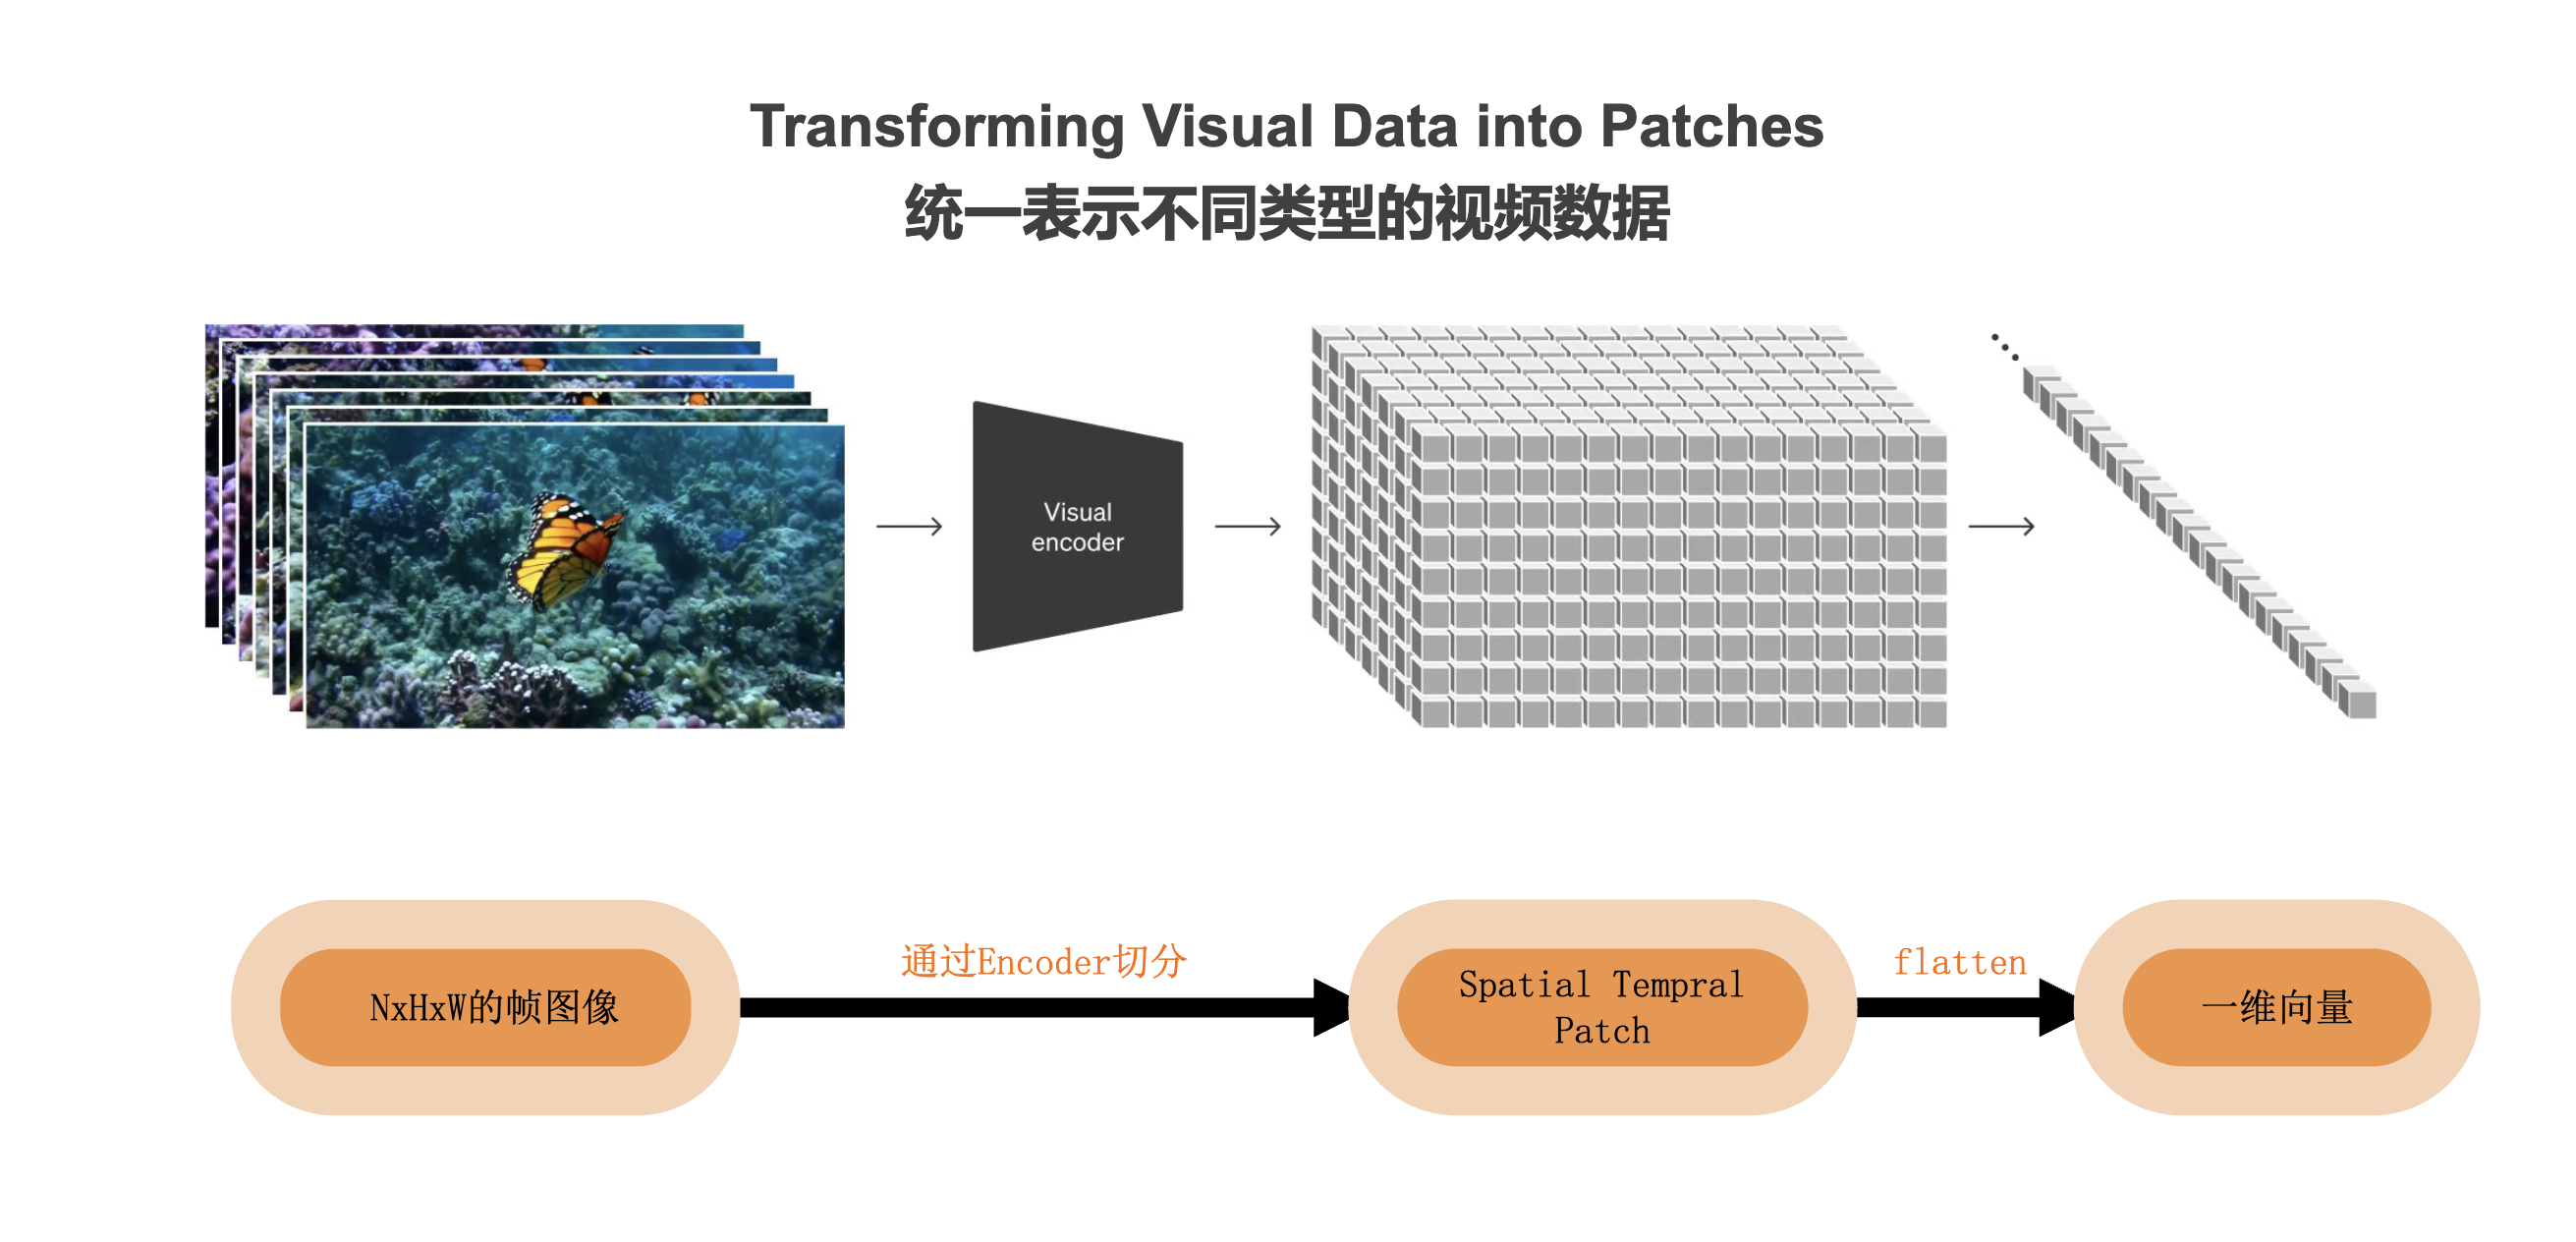 Transforming Visual Data into Patches
统一表示不同类型的视频数据
Visual
encoder
通过Encoder切分
flatten
NxHxW的帧图像
Spatial Tempral
Patch
一维向量